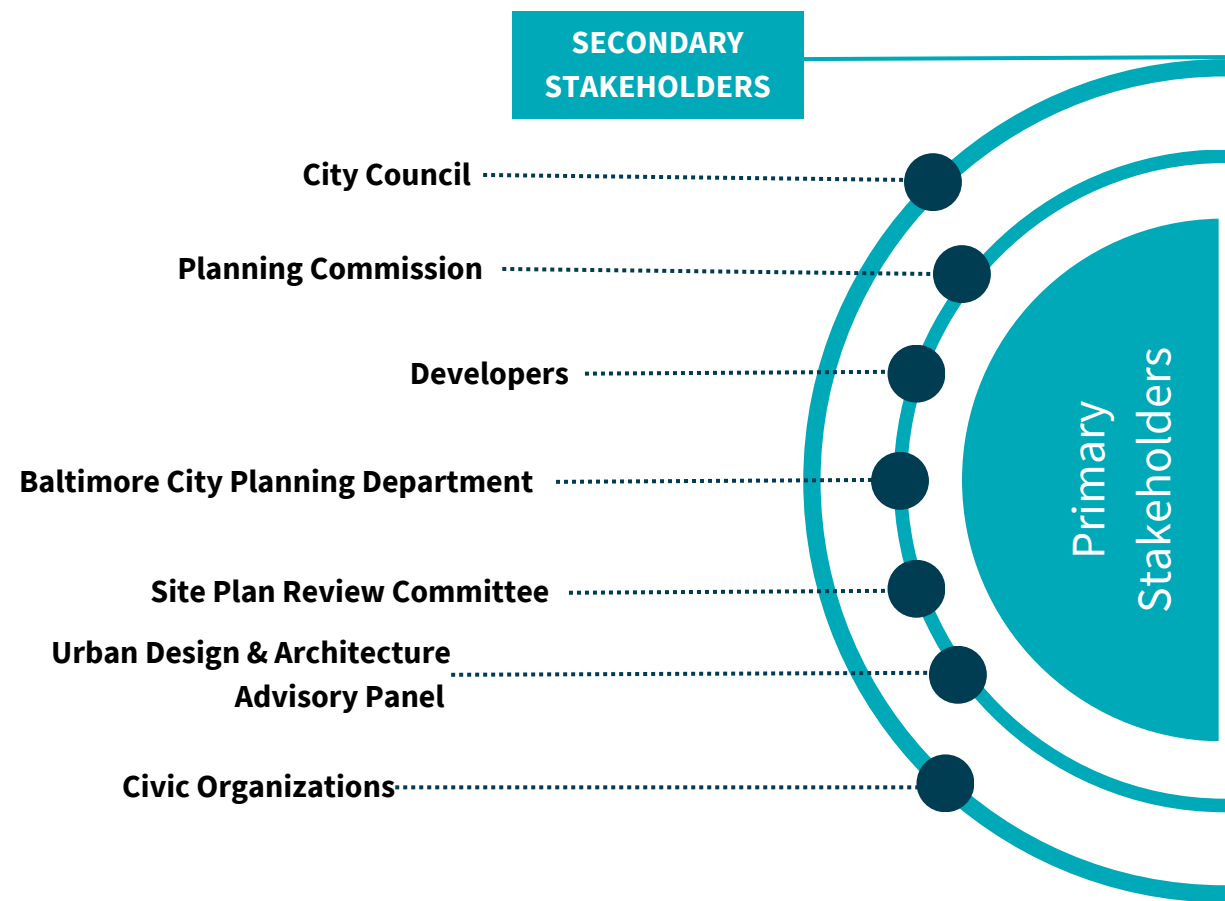 SECONDARY
STAKEHOLDERS
City Council
Planning Commission
Developers
Baltimore City Planning Department
Site Plan Review Committee
Urban Design & Architecture
Advisory Panel
Civic Organizations
Primary
Stakeholders